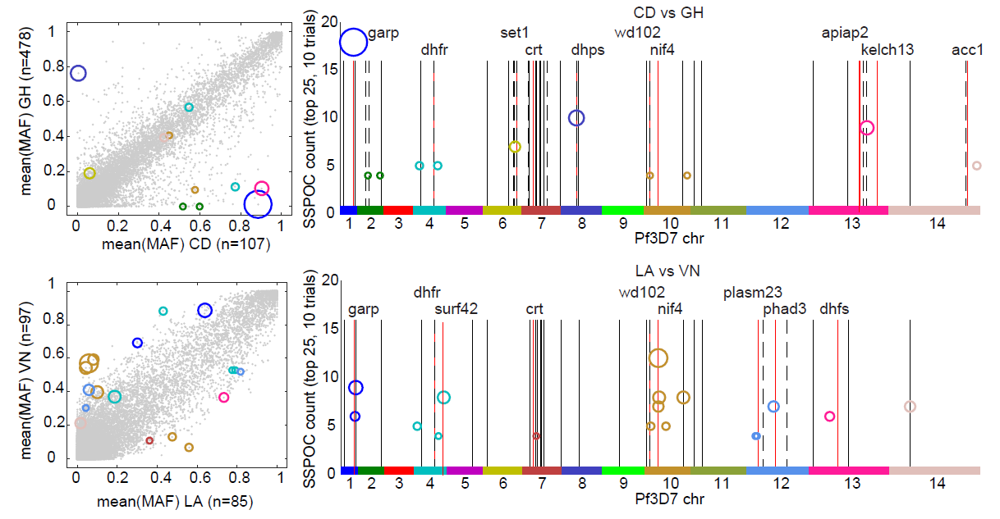 CD vs GH
garp set1 wd102 apiap2
dhfr crt dhps nif4 kelch13 acc1
mean(MAF) GH (n=478)
1
0.8
0.6
0.4
0.2
0
0 0.2 0.4 0.6 0.8 1
mean(MAF) CD (n=107)
SSPOC count (top 25, 10 trials)
20
15
10
5
0
1 2 3 4 5 6 7 8 9 10 11 12 13 14
Pf3D7 chr
LA vs VN
dhfr wd102 plasm23
garp surf42 crt nif4 phad3 dhfs
mean(MAF) VN (n=97)
1
0.8
0.6
0.4
0.2
0
0 0.2 0.4 0.6 0.8 1
mean(MAF) LA (n=85)
SSPOC count (top 25, 10 trials)
20
15
10
5
0
1 2 3 4 5 6 7 8 9 10 11 12 13 14
Pf3D7 chr